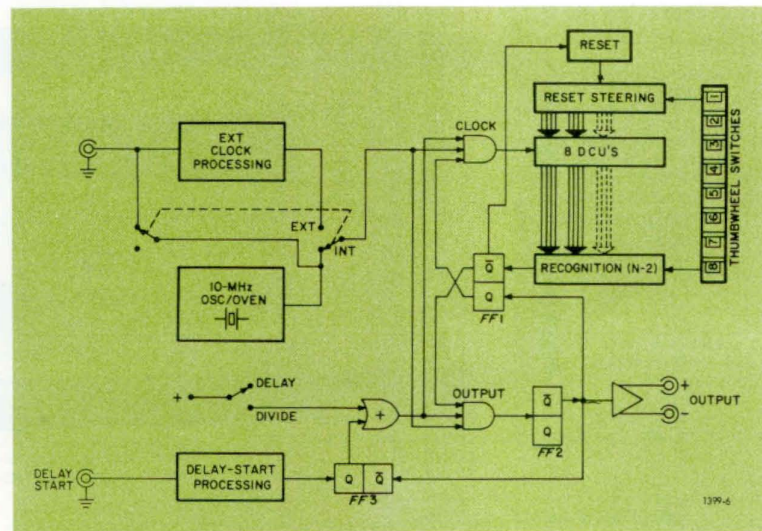 RESET
RESET STEERING
CLOCK
8 DCU'S
EXT
CLOCK
PROCESSING
EXT
INT
10-MHz
OSC/OVEN
Q̅
Q
FF1
RECOGNITION (N-2)
1
2
3
4
5
6
7
8
THUMBWHEEL SWITCHES
+
DELAY
DIVIDE
+
OUTPUT
Q̅
Q
FF2
+
OUTPUT
-
DELAY
START
DELAY-START
PROCESSING
Q Q̅
FF3
1399-6